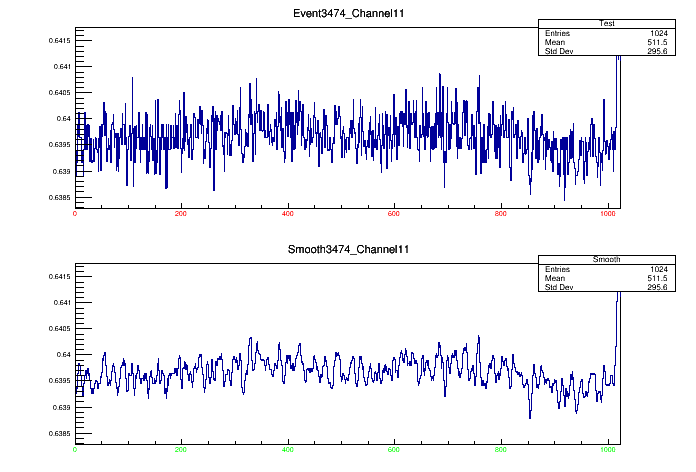 Event3474_Channel11
Test
Entries 1024
Mean 511.5
Std Dev 295.6
0.6415
0.641
0.6405
0.64
0.6395
0.639
0.6385
0 200 400 600 800 1000
Smooth3474_Channel11
Smooth
Entries 1024
Mean 511.5
Std Dev 295.6
0.6415
0.641
0.6405
0.64
0.6395
0.639
0.6385
0 200 400 600 800 1000